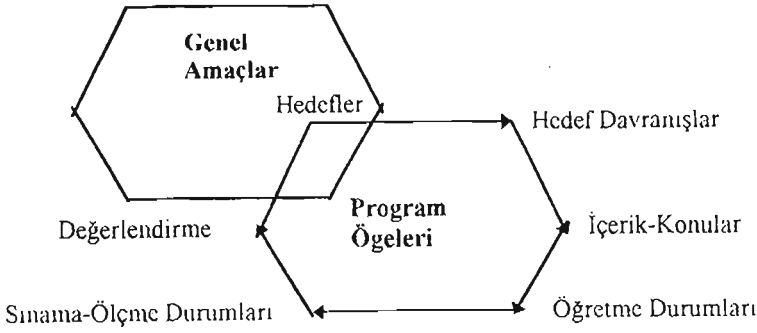 Genel
Amaçlar
Hedefler
Hedef Davranışlar
Program
Ögeleri
Değerlendirme
İçerik-Konular
Sınama-Ölçme Durumları
Öğretme Durumları